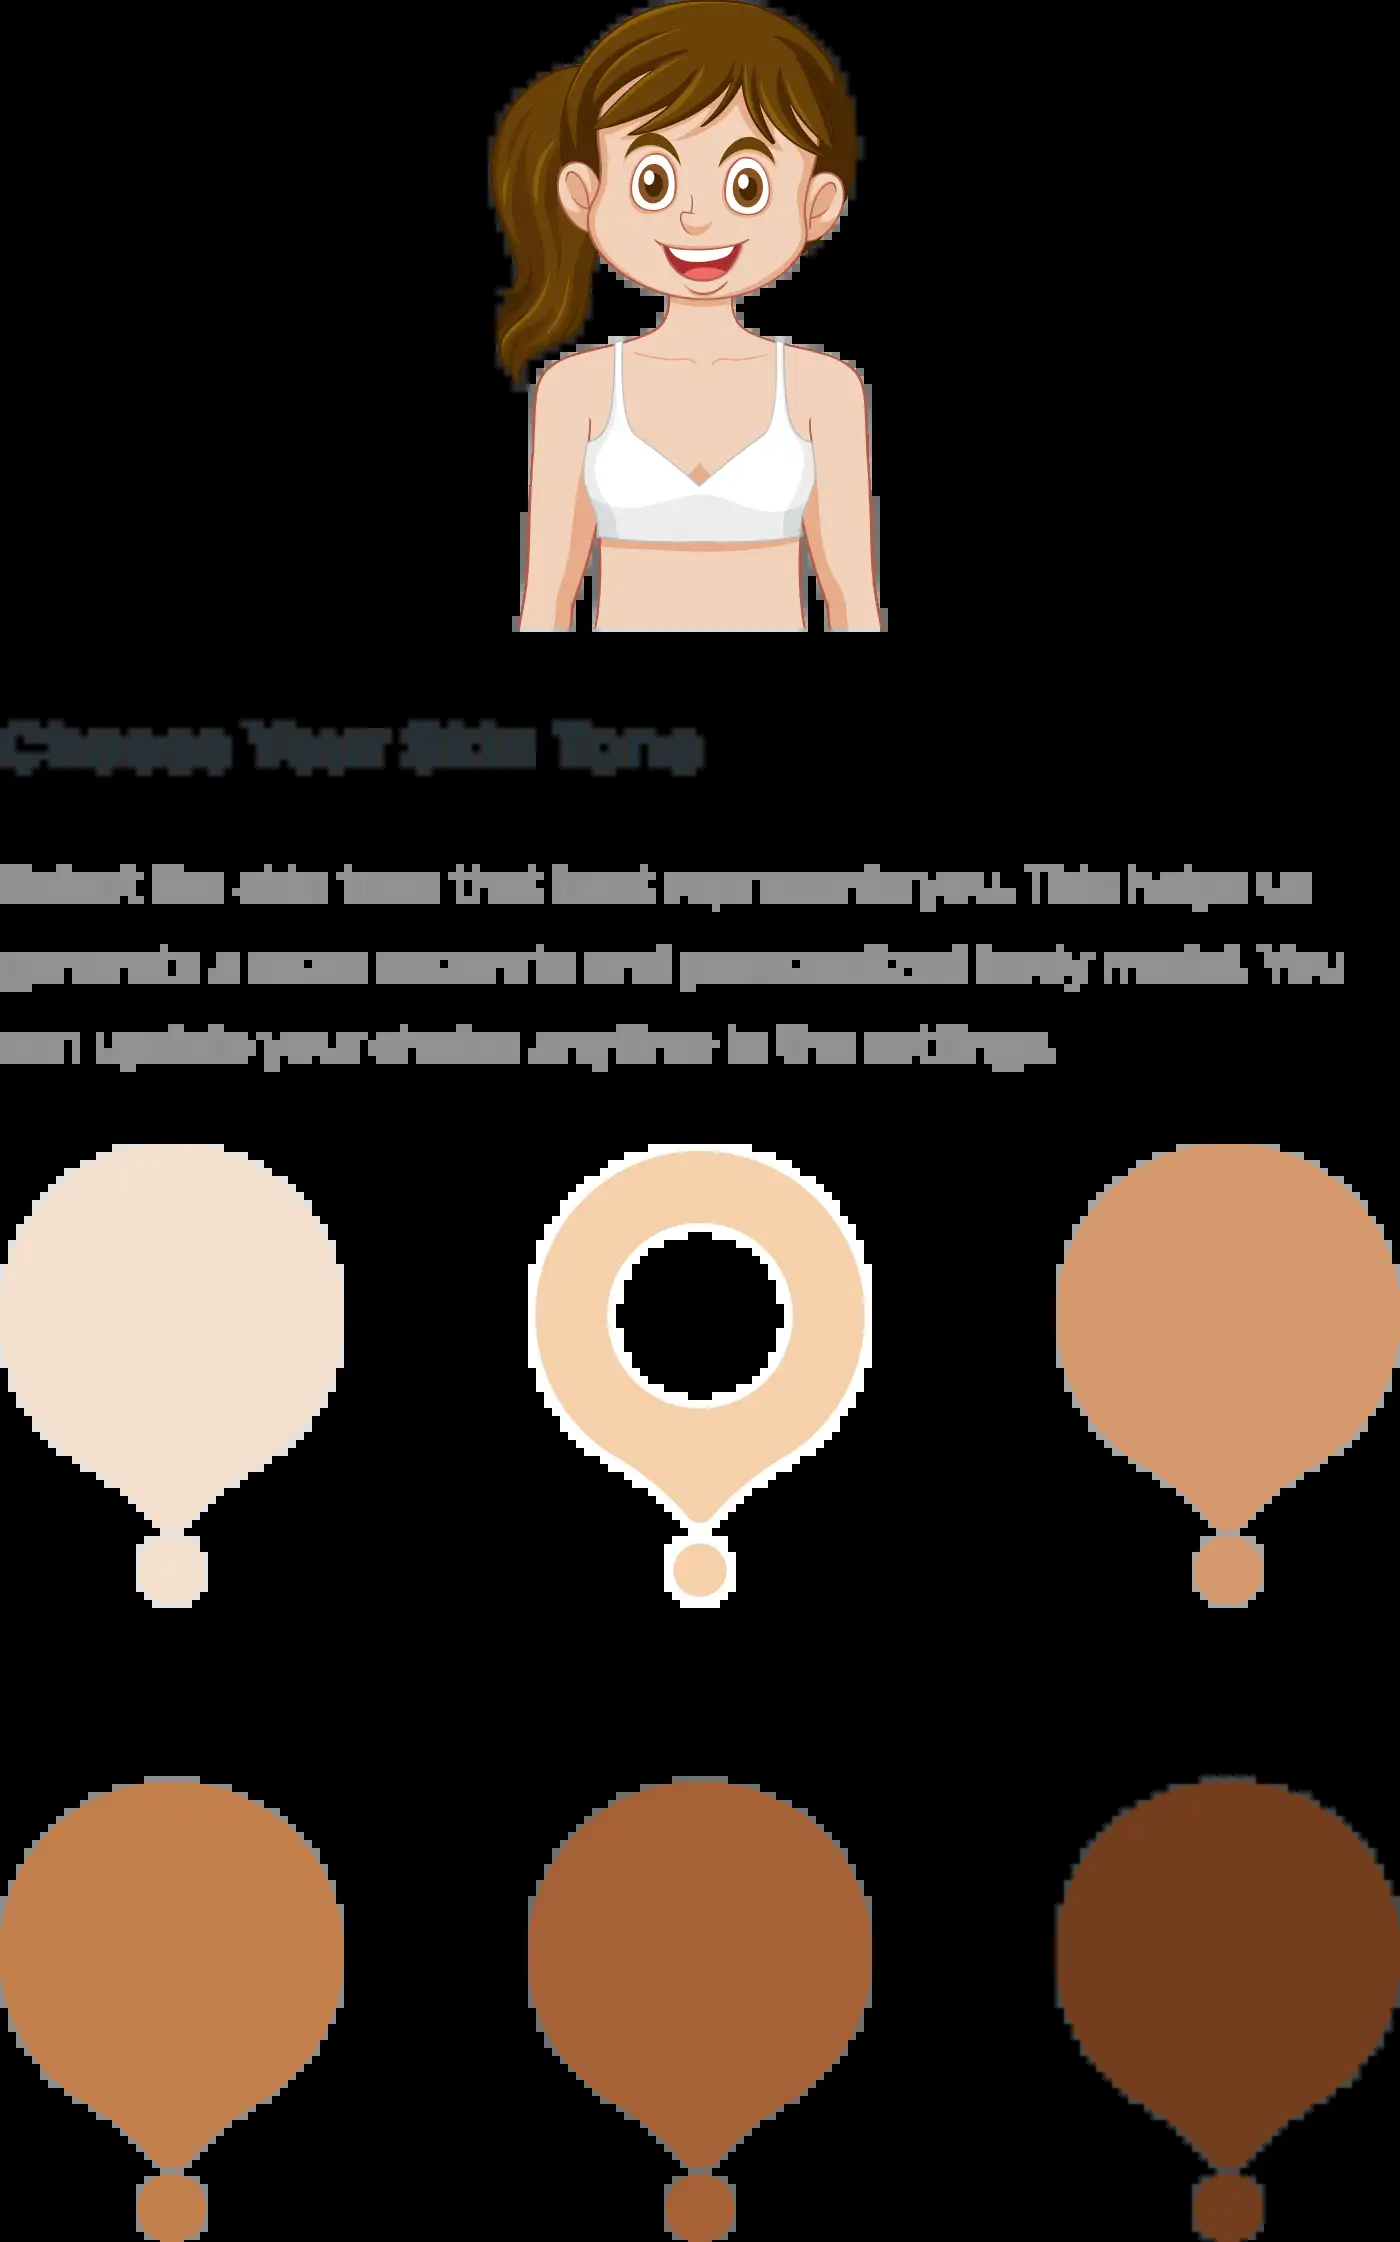 Choose Your Skin Tone
Select the skin tone that best represents you. This helps us
generate a more accurate and personalized body model. You
can update your choice anytime in the settings.